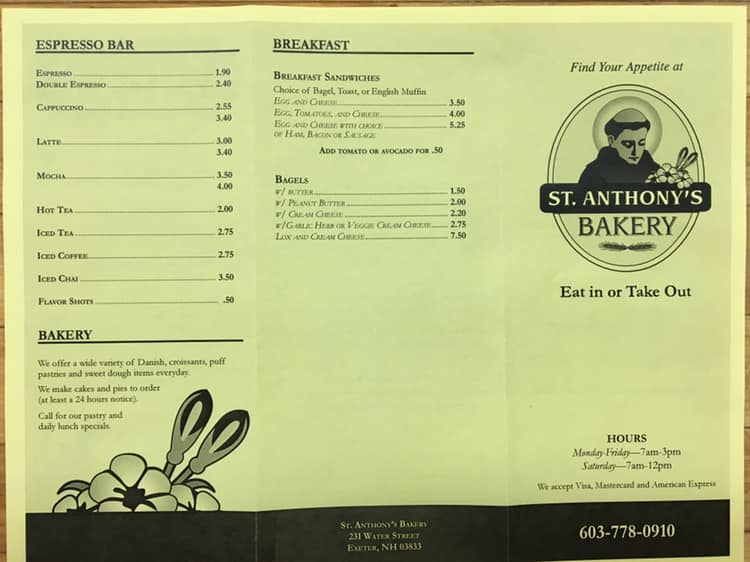 ESPRESSO BAR
ESPRESSO 1.90
DOUBLE ESPRESSO 2.40
CAPPUCCINO 2.55
3.40
LATTE 3.00
3.40
MOCHA 3.50
4.00
HOT TEA 2.00
ICED TEA 2.75
ICED COFFEE 2.75
ICED CHAI 3.50
FLAVOR SHOTS .50
BAKERY
We offer a wide variety of Danish, croissants, puff
pastries and sweet dough items everyday.
We make cakes and pies to order
(at least a 24 hours notice).
Call for our pastry and
daily lunch specials.
BREAKFAST
BREAKFAST SANDWICHES
Choice of Bagel, Toast, or English Muffin
EGG AND CHEESE 3.50
EGG, TOMATOES, AND CHEESE 4.00
EGG AND CHEESE WITH CHOICE 5.25
OF HAM, BACON OR SAUSAGE
ADD TOMATO OR AVOCADO FOR .50
BAGELS
W/ BUTTER 1.50
W/ PEANUT BUTTER 2.00
W/ CREAM CHEESE 2.20
W/GARLIC HERB OR VEGGIE CREAM CHEESE 2.75
LOX AND CREAM CHEESE 7.50
ST. ANTHONY'S BAKERY
231 WATER STREET
EXETER, NH 03833
Find Your Appetite at
ST. ANTHONY'S
BAKERY
Eat in or Take Out
HOURS
Monday-Friday—7am-3pm
Saturday—7am-12pm
We accept Visa, Mastercard and American Express
603-778-0910